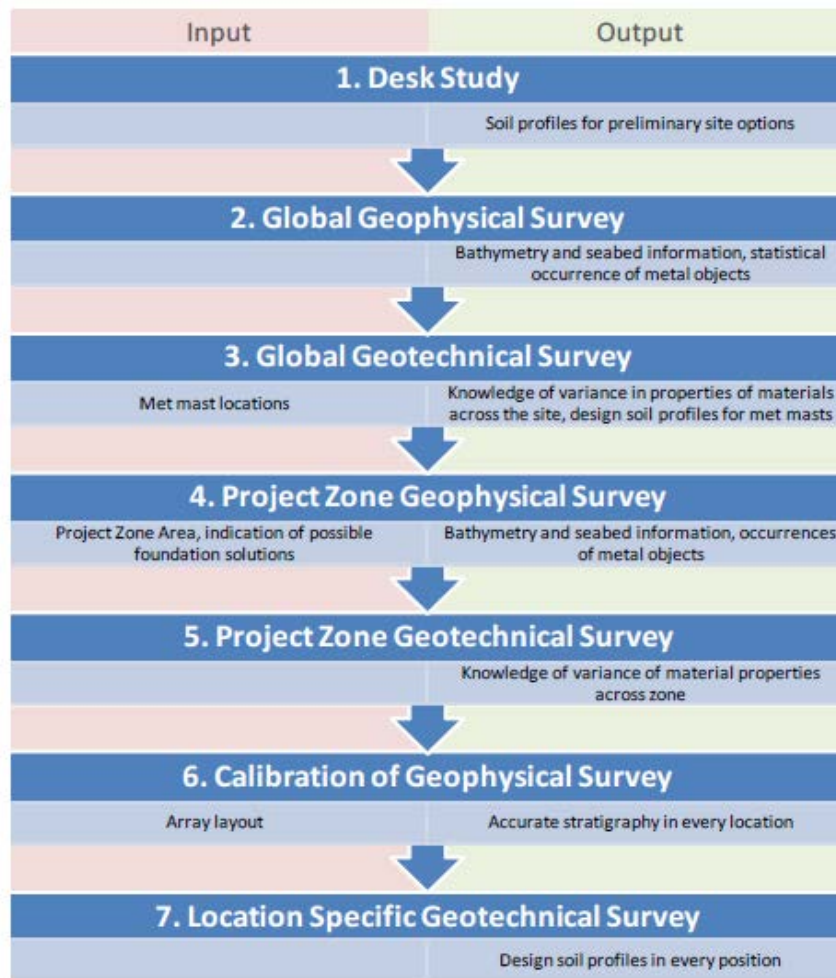 Input
Output
1. Desk Study
Soil profiles for preliminary site options
2. Global Geophysical Survey
Bathymetry and seabed information, statistical
occurrence of metal objects
3. Global Geotechnical Survey
Met mast locations
Knowledge of variance in properties of materials
across the site, design soil profiles for met masts
4. Project Zone Geophysical Survey
Project Zone Area, indication of possible
foundation solutions
Bathymetry and seabed information, occurrences
of metal objects
5. Project Zone Geotechnical Survey
Knowledge of variance of material properties
across zone
6. Calibration of Geophysical Survey
Array layout
Accurate stratigraphy in every location
7. Location Specific Geotechnical Survey
Design soil profiles in every position